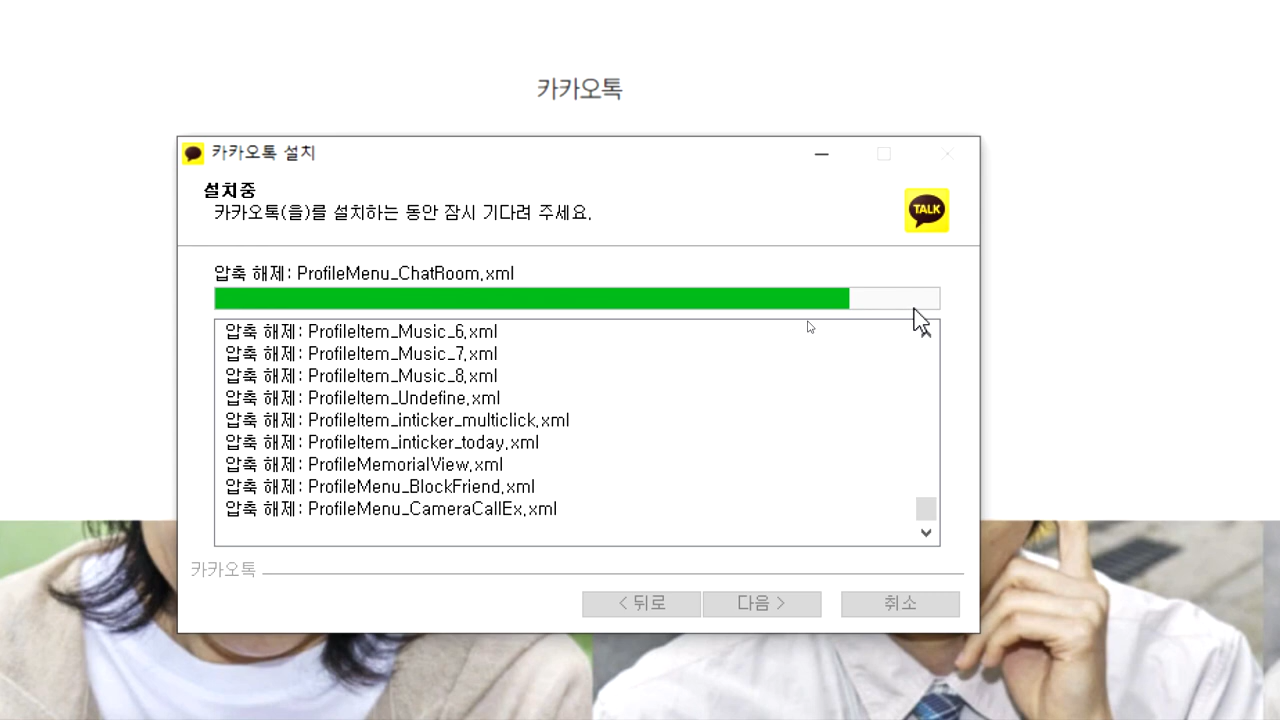 카카오톡
카카오톡 설치
설치중
카카오톡(을)를 설치하는 동안 잠시 기다려 주세요.
TALK
압축 해제: ProfileMenu_ChatRoom.xml
압축 해제: ProfileItem_Music_6.xml
압축 해제: ProfileItem_Music_7.xml
압축 해제: ProfileItem_Music_8.xml
압축 해제: ProfileItem_Undefine.xml
압축 해제: ProfileItem_inticker_multiclick.xml
압축 해제: ProfileItem_inticker_today.xml
압축 해제: ProfileMemorialView.xml
압축 해제: ProfileMenu_BlockFriend.xml
압축 해제: ProfileMenu_CameraCallEx.xml
카카오톡
< 뒤로 다음 > 취소